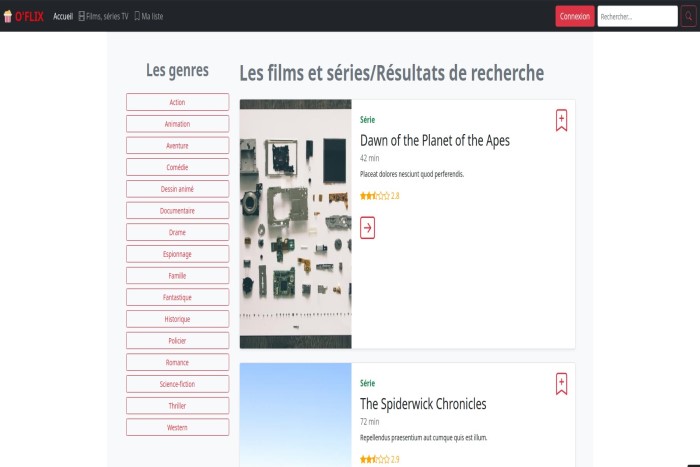 O'FLIX Accueil Films, séries TV Ma liste Connexion Rechercher...
Les genres
Action
Animation
Aventure
Comédie
Dessin animé
Documentaire
Drame
Espionnage
Famille
Fantastique
Historique
Policier
Romance
Science-fiction
Thriller
Western
Les films et séries/Résultats de recherche
Série
Dawn of the Planet of the Apes
42 min
Placeat dolores nesciunt quod perferendis.
2.8
Série
The Spiderwick Chronicles
72 min
Repellendus praesentium aut cumque quis est illum.
2.9